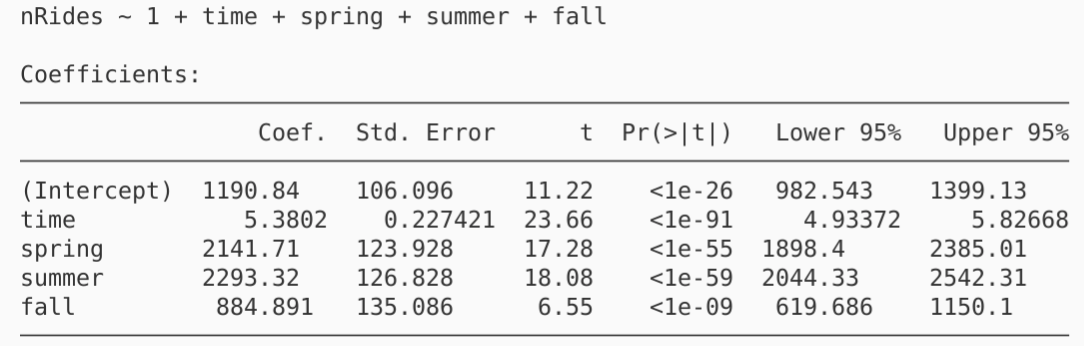 nRides ~ 1 + time + spring + summer + fall
Coefficients:
Coef. Std. Error t Pr(>|t|) Lower 95% Upper 95%
(Intercept) 1190.84 106.096 11.22 <1e-26 982.543 1399.13
time 5.3802 0.227421 23.66 <1e-91 4.93372 5.82668
spring 2141.71 123.928 17.28 <1e-55 1898.4 2385.01
summer 2293.32 126.828 18.08 <1e-59 2044.33 2542.31
fall 884.891 135.086 6.55 <1e-09 619.686 1150.1